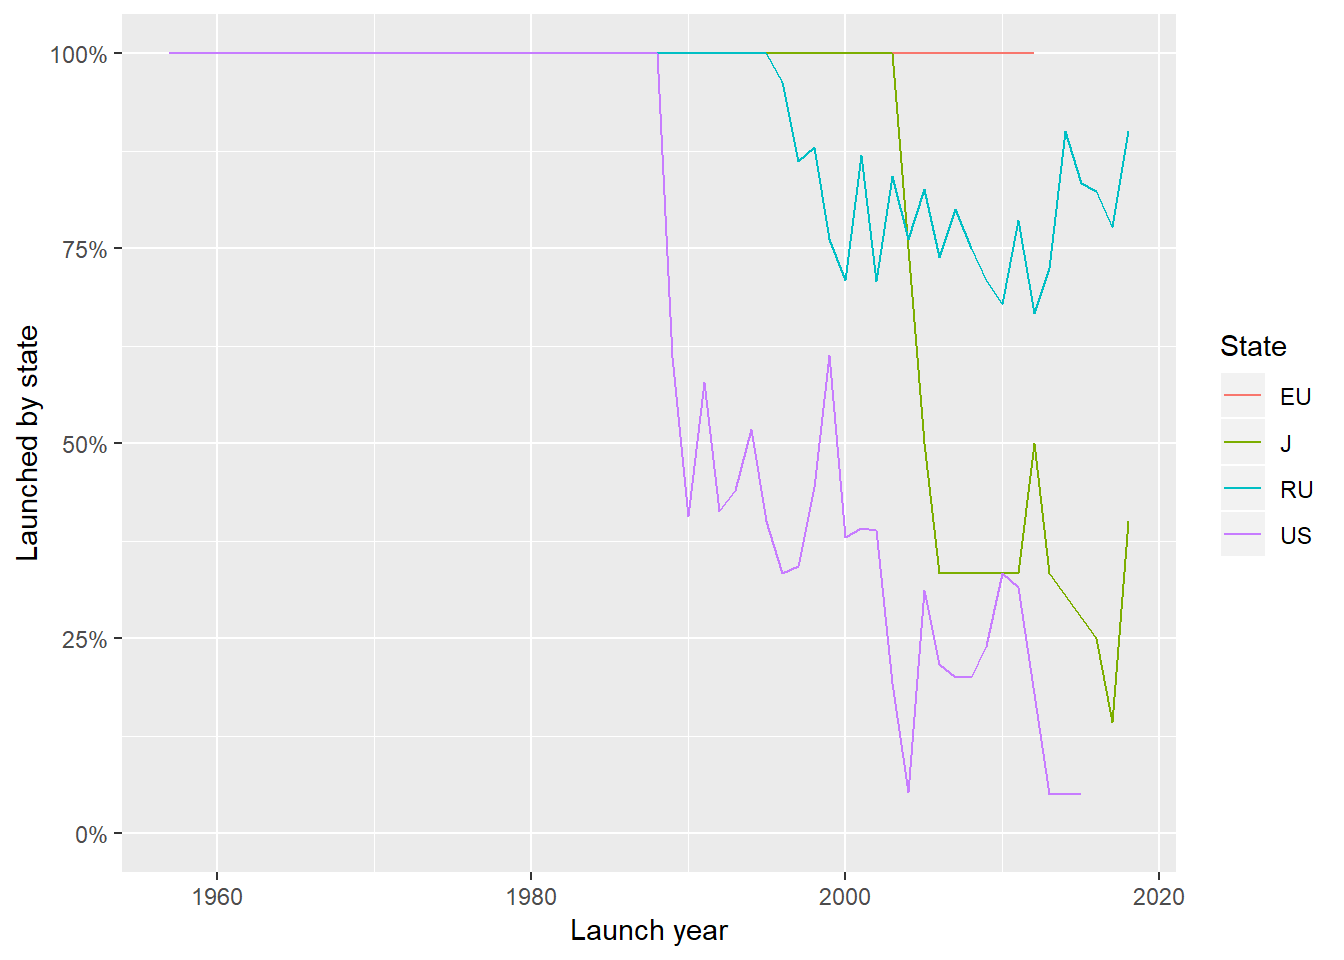 100%
75%
50%
25%
0%
Launched by state
1960
1980
2000
2020
Launch year
State
EU
J
RU
US